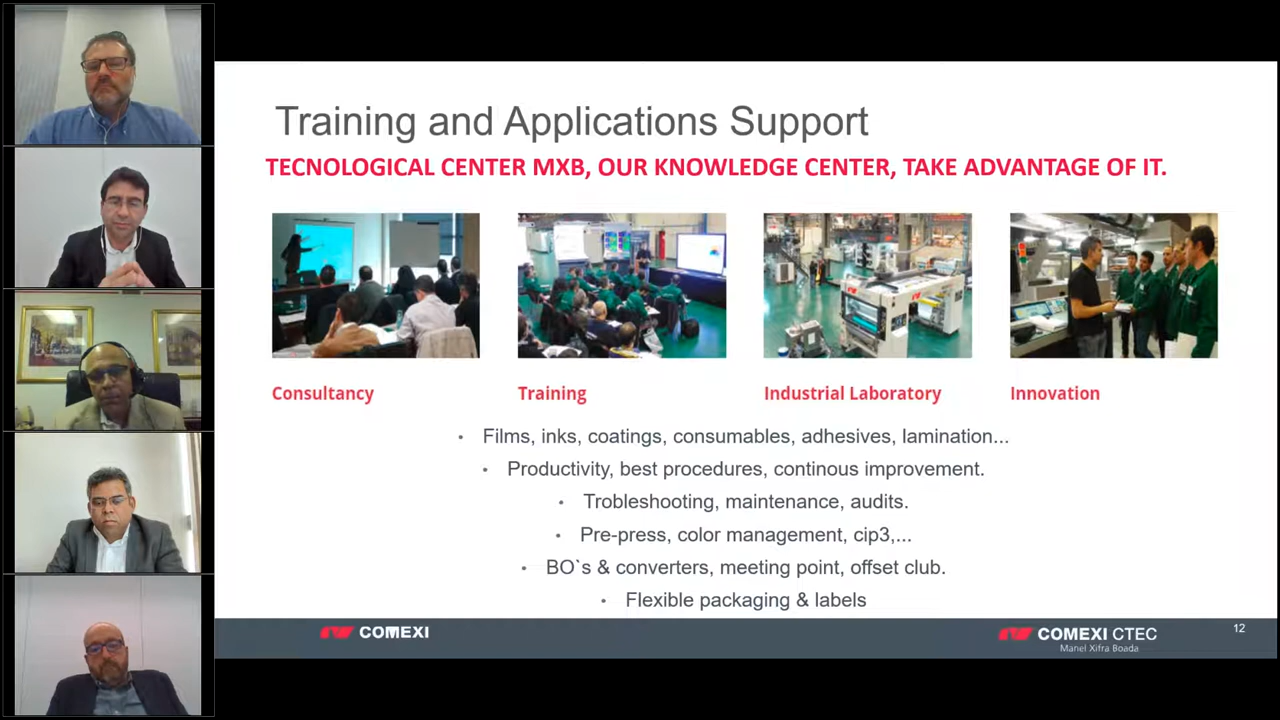 Training and Applications Support
TECNOLOGICAL CENTER MXB, OUR KNOWLEDGE CENTER, TAKE ADVANTAGE OF IT.
Consultancy
Training
Industrial Laboratory
Innovation
• Films, inks, coatings, consumables, adhesives, lamination...
• Productivity, best procedures, continous improvement.
• Trobleshooting, maintenance, audits.
• Pre-press, color management, cip3,...
• BO`s & converters, meeting point, offset club.
• Flexible packaging & labels
COMEXI
COMEXI CTEC
Manel Xifra Boada
12